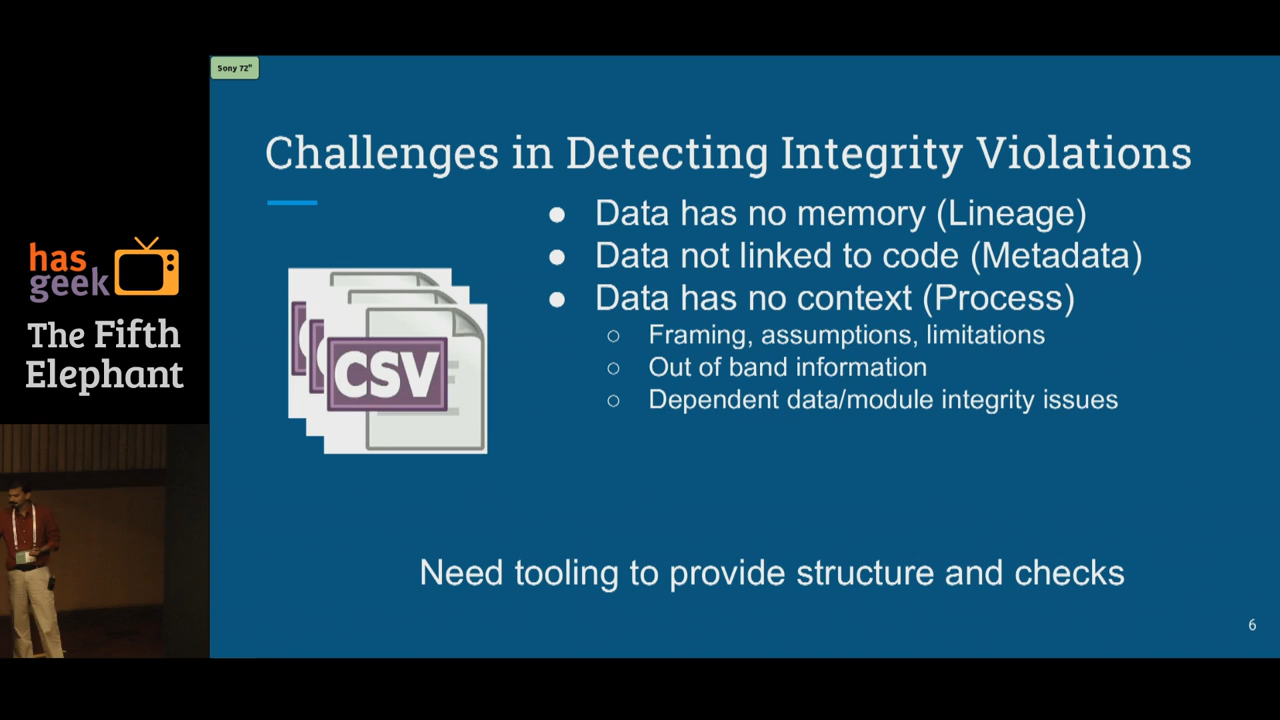 Sony 72"
Challenges in Detecting Integrity Violations
● Data has no memory (Lineage)
● Data not linked to code (Metadata)
● Data has no context (Process)
○ Framing, assumptions, limitations
○ Out of band information
○ Dependent data/module integrity issues
CSV
has
geek
The Fifth
Elephant
Need tooling to provide structure and checks
6